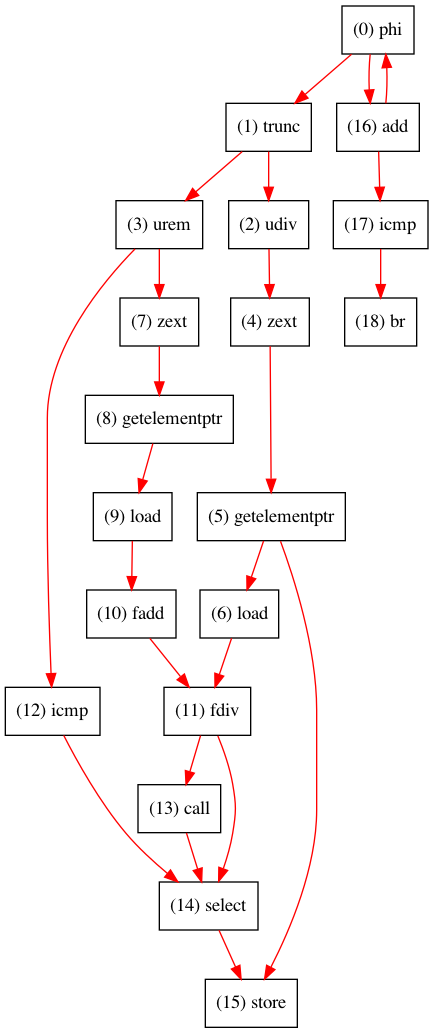 (0) phi
(1) trunc
(16) add
(3) urem
(2) udiv
(17) icmp
(7) zext
(4) zext
(18) br
(8) getelementptr
(9) load
(5) getelementptr
(10) fadd
(6) load
(12) icmp
(11) fdiv
(13) call
(14) select
(15) store